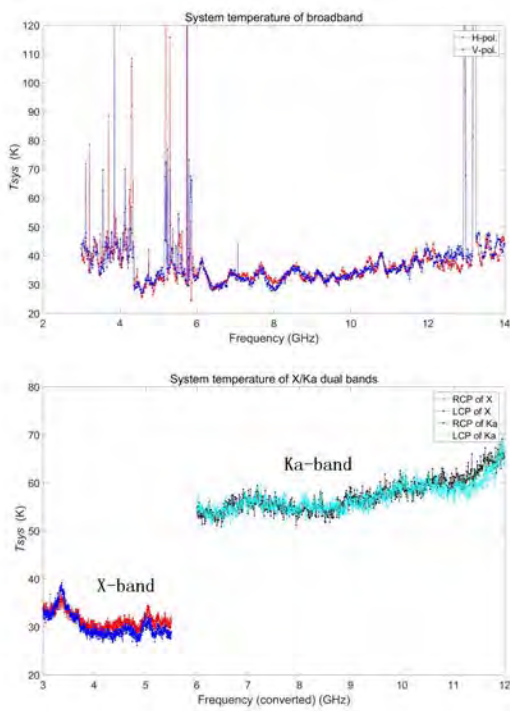 System temperature of broadband
120
110
100
90
80
70
60
50
40
30
20
Tsys (K)
H-pol.
V-pol.
2 4 6 8 10 12 14
Frequency (GHz)
System temperature of X/Ka dual bands
80
70
60
50
40
30
20
Tsys (K)
RCP of X
LCP of X
RCP of Ka
LCP of Ka
Ka-band
X-band
3 4 5 6 7 8 9 10 11 12
Frequency (converted) (GHz)